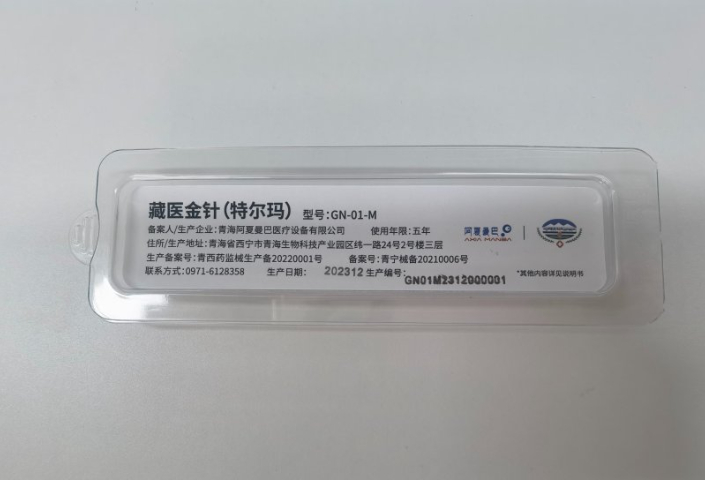 藏医金针（特尔玛） 型号：GN-01-M
备案人/生产企业：青海阿夏曼巴医疗设备有限公司 使用年限：五年
住所/生产地址：青海省西宁市青海生物科技产业园区纬一路24号2号楼三层
生产备案号：青西药监械生产备20220001号 备案号：青宁械备20210006号
联系方式：0971-6128358 生产日期： 202312 生产编号：GN01M2312000001
阿夏曼巴
AXIA MANBA
*其他内容详见说明书